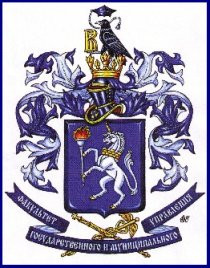 R
ФАКУЛЬТЕТ
ГОСУДАРСТВЕННОГО И МУНИЦИПАЛЬНОГО
УПРАВЛЕНИЯ